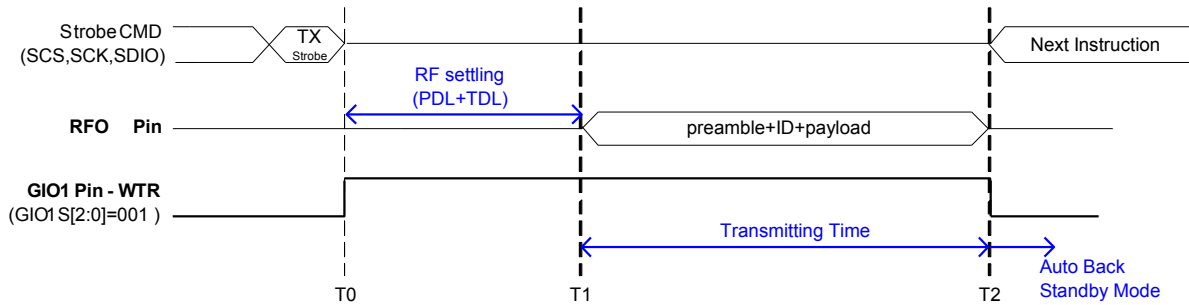 Strobe CMD
(SCS,SCK,SDIO)
TX
Strobe
Next Instruction
RF settling
(PDL+TDL)
RFO Pin
preamble+ID+payload
GIO1 Pin - WTR
(GIO1S[2:0]=001 )
Transmitting Time
Auto Back
Standby Mode
T0
T1
T2